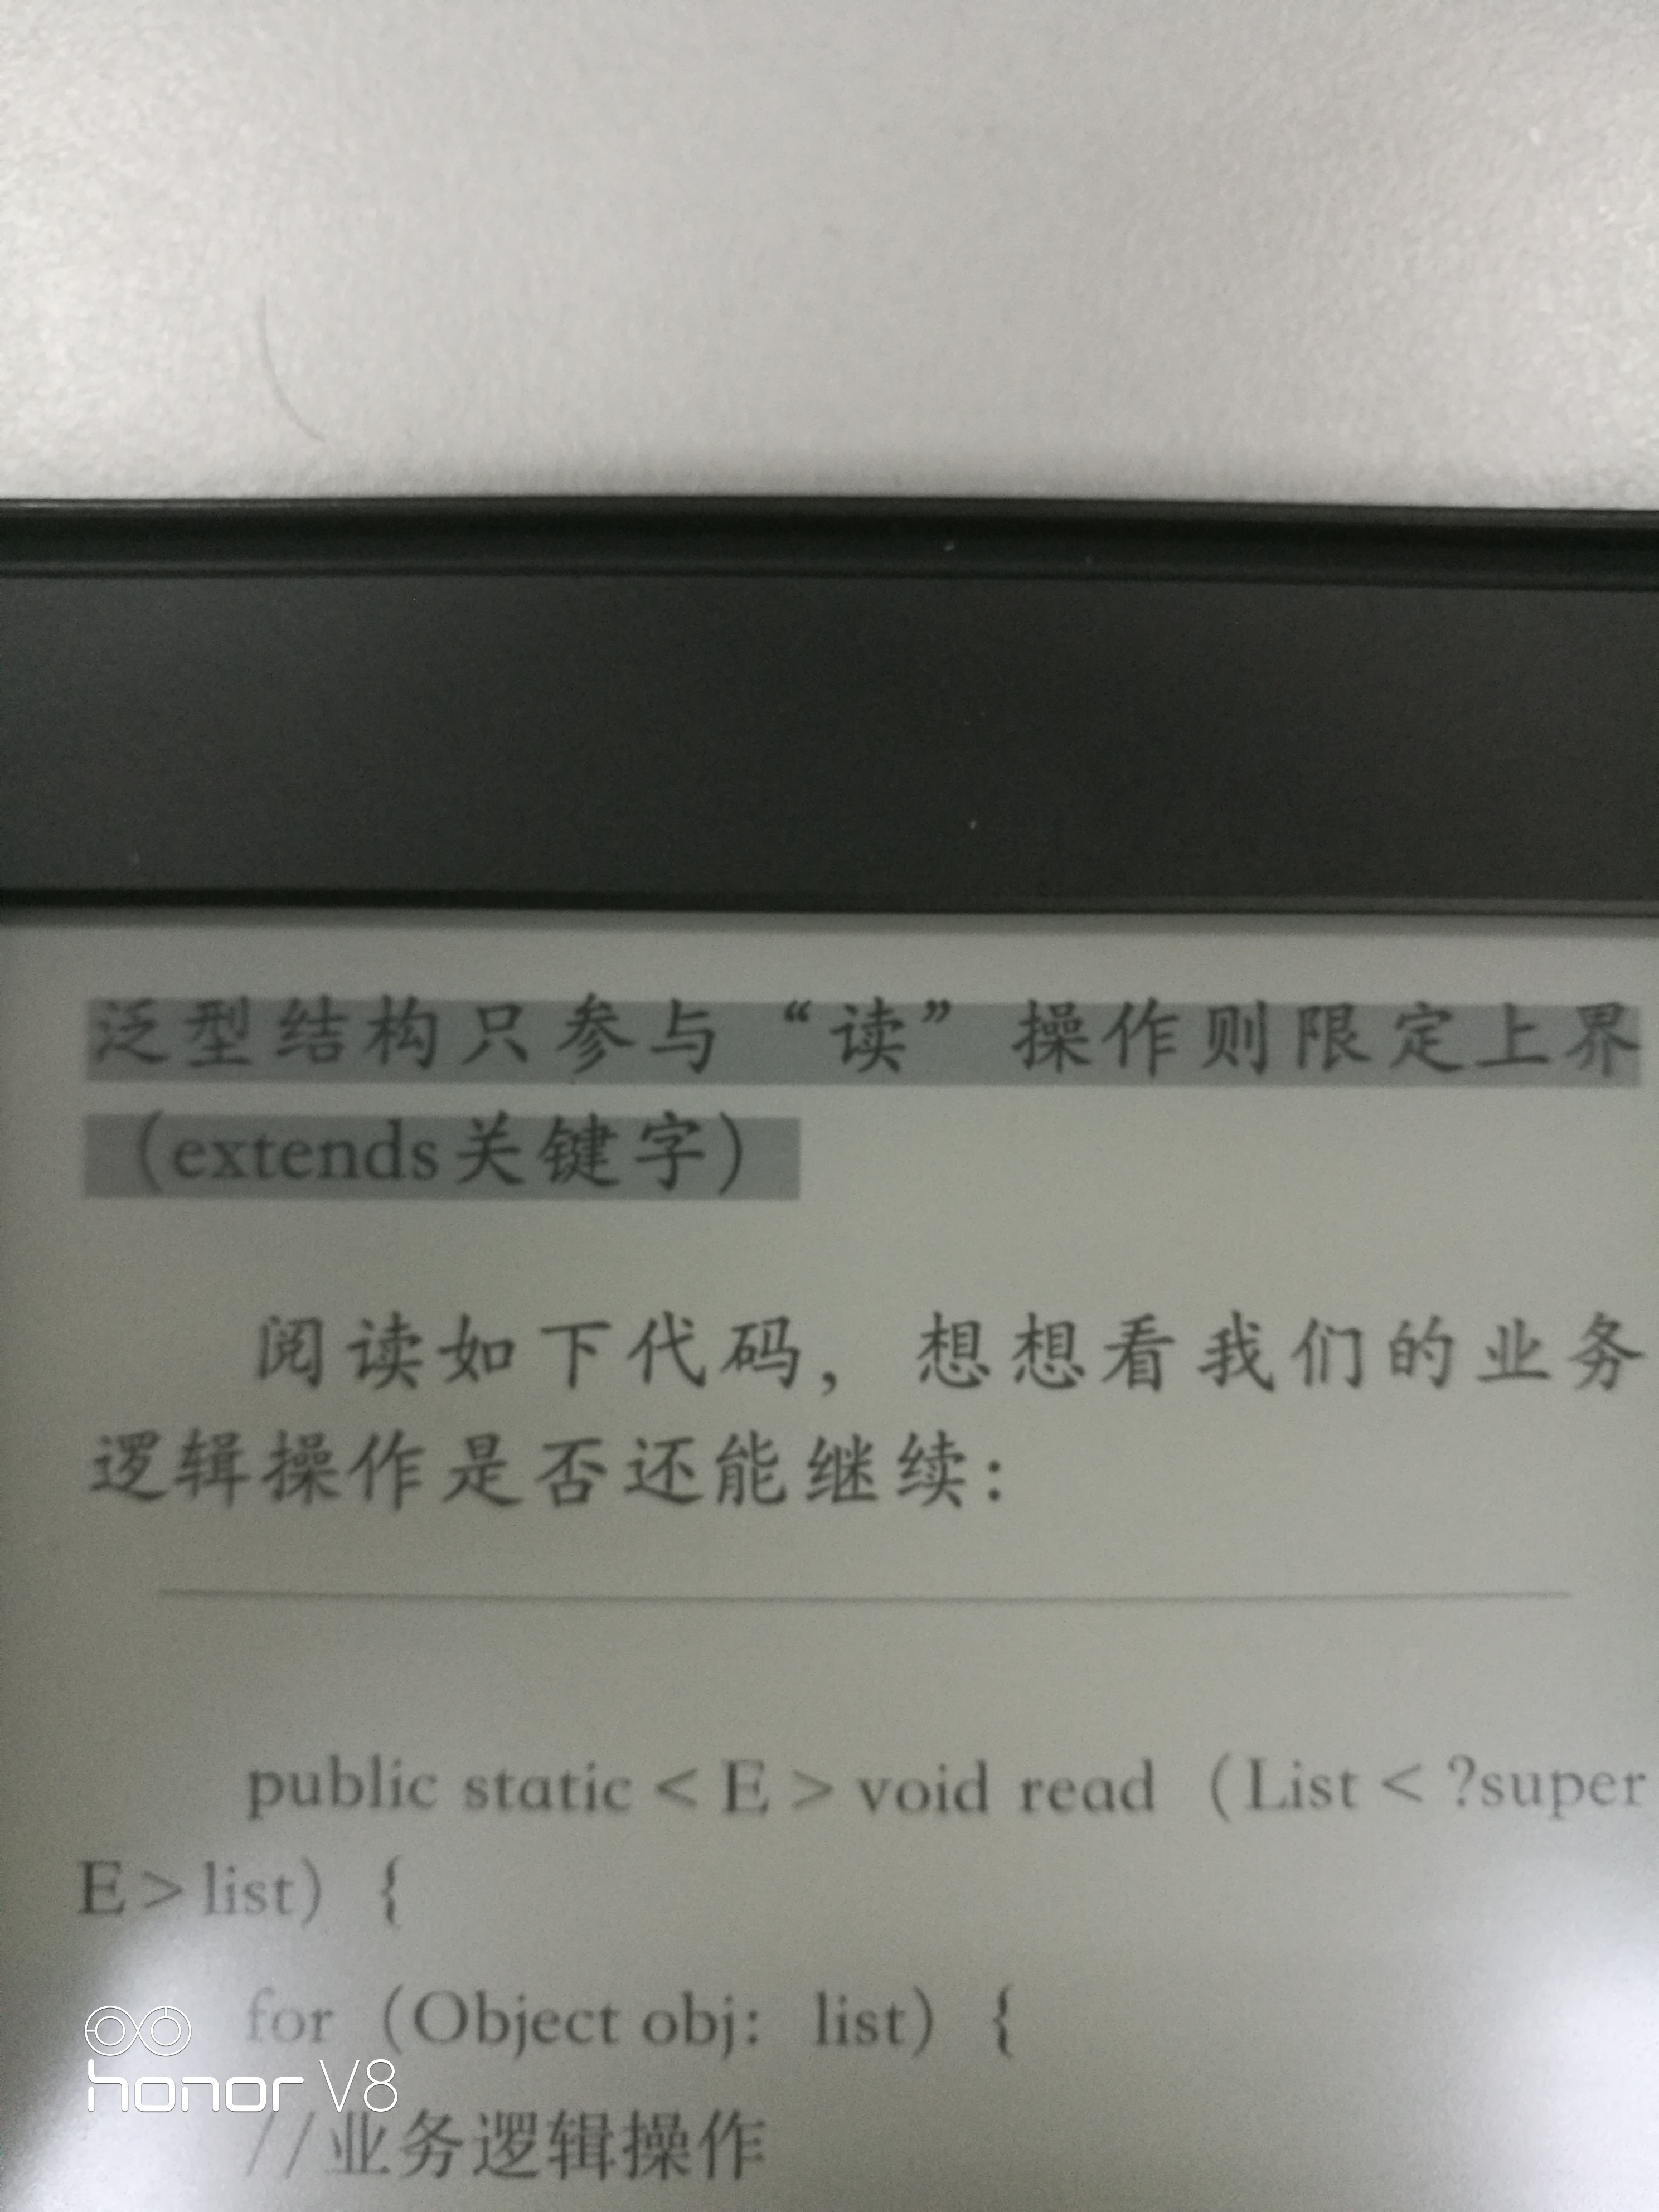 泛型结构只参与“读”操作则限定上界
（extends关键字）
阅读如下代码，想想看我们的业务
逻辑操作是否还能继续：
public static < E > void read（List < ?super
E > list）{
for（Object obj： list）{
//业务逻辑操作
honor V8